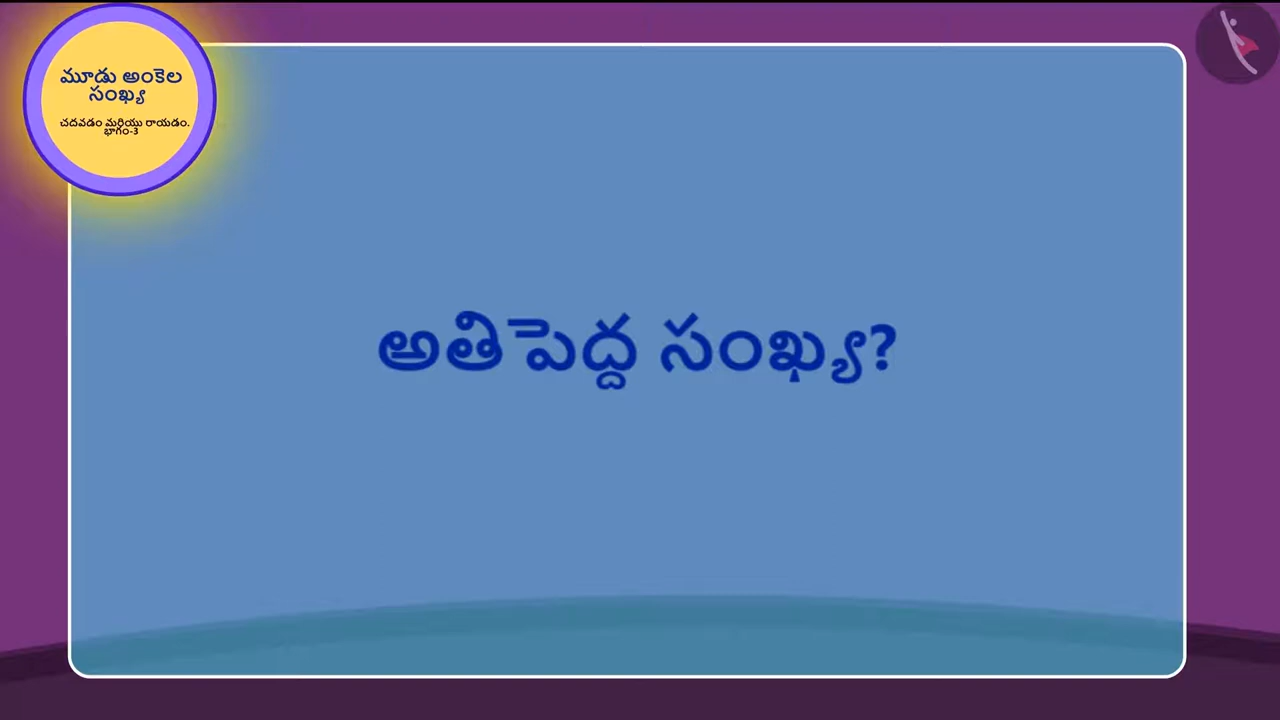 మూడు అంకెల
సంఖ్య
చదవడం మరియు రాయడం.
భాగం-3
అతిపెద్ద సంఖ్య?